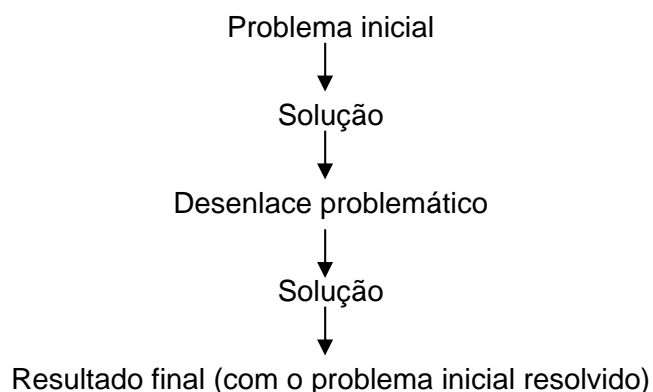 Problema inicial
Solução
Desenlace problemático
Solução
Resultado final (com o problema inicial resolvido)